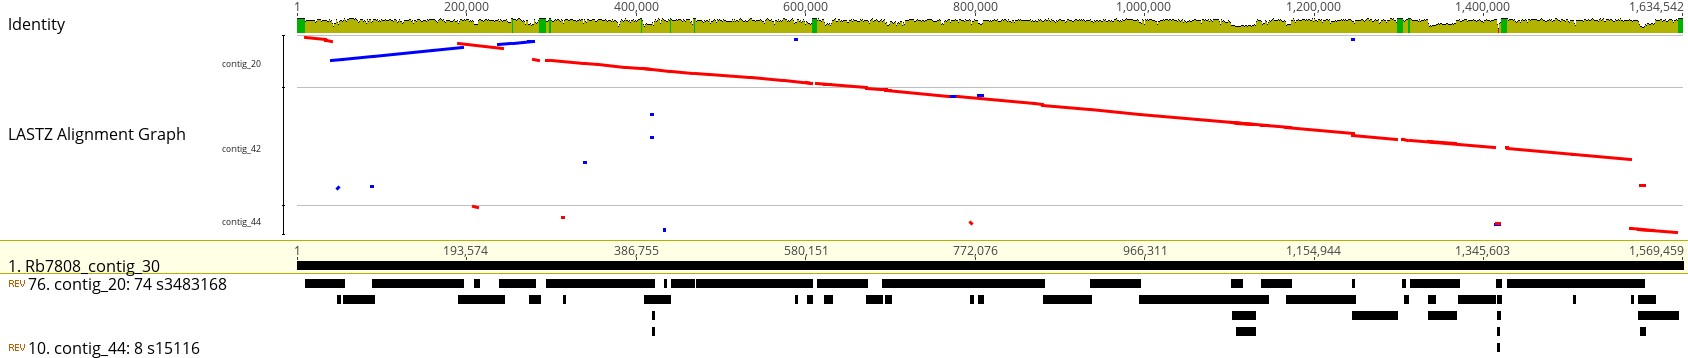 1 200,000 400,000 600,000 800,000 1,000,000 1,200,000 1,400,000 1,634,542
Identity
contig_20
LASTZ Alignment Graph
contig_42
contig_44
1 193,574 386,755 580,151 772,076 966,311 1,154,944 1,345,603 1,569,459
1. Rb7808_contig_30
REV 76. contig_20: 74 s3483168
REV 10. contig_44: 8 s15116